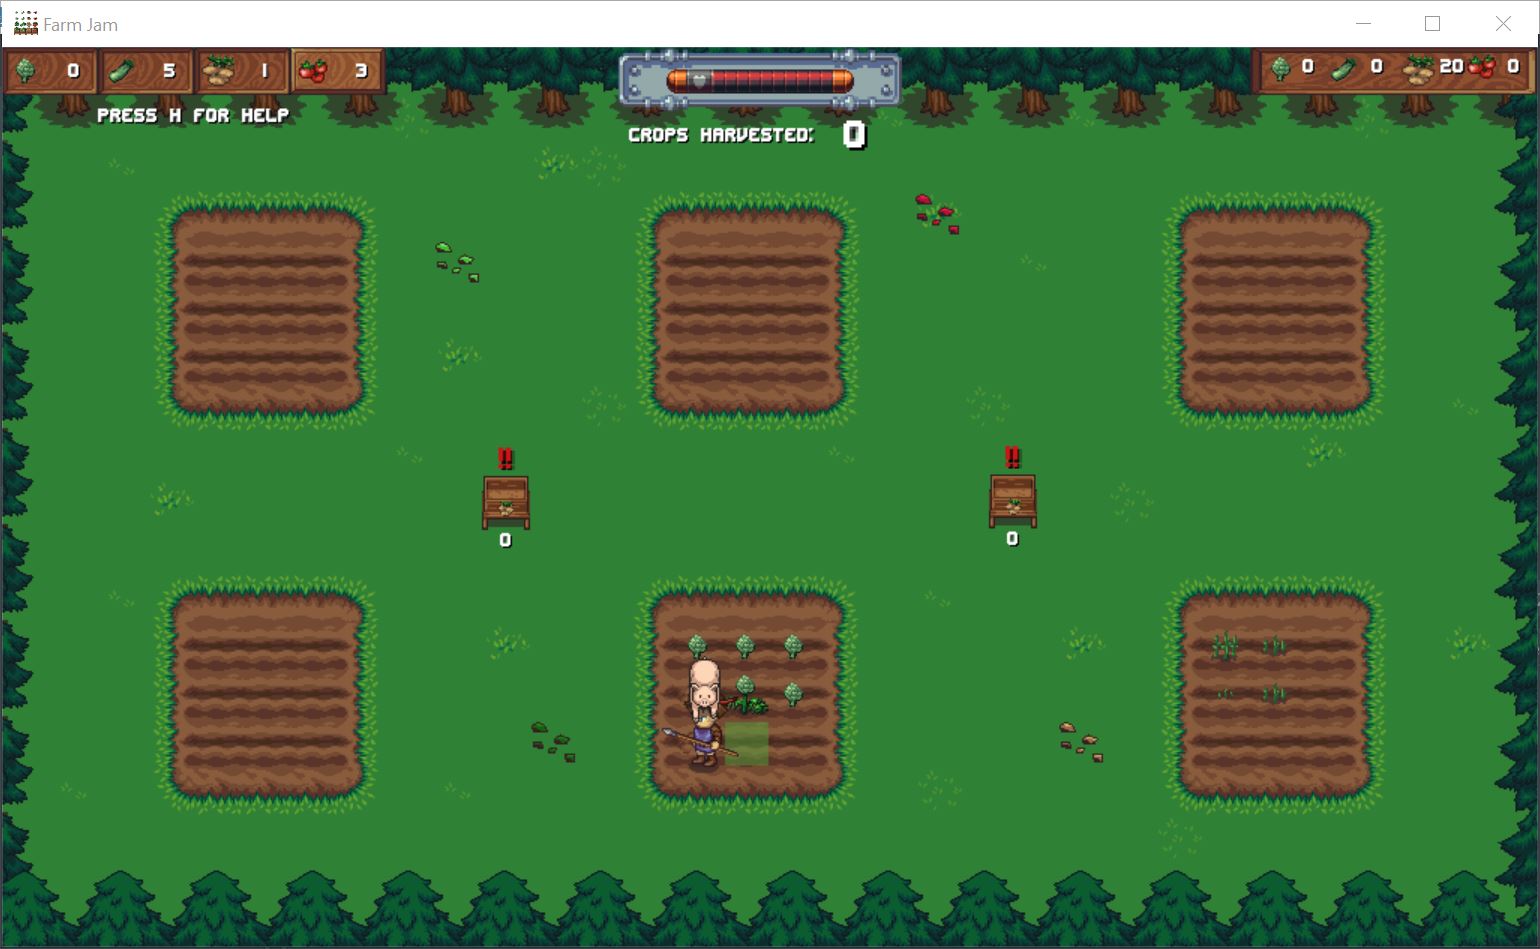 Farm Jam
0 5 1 3
0 0 20 0
PRESS H FOR HELP
CROPS HARVESTED: 0
!! !!
0 0